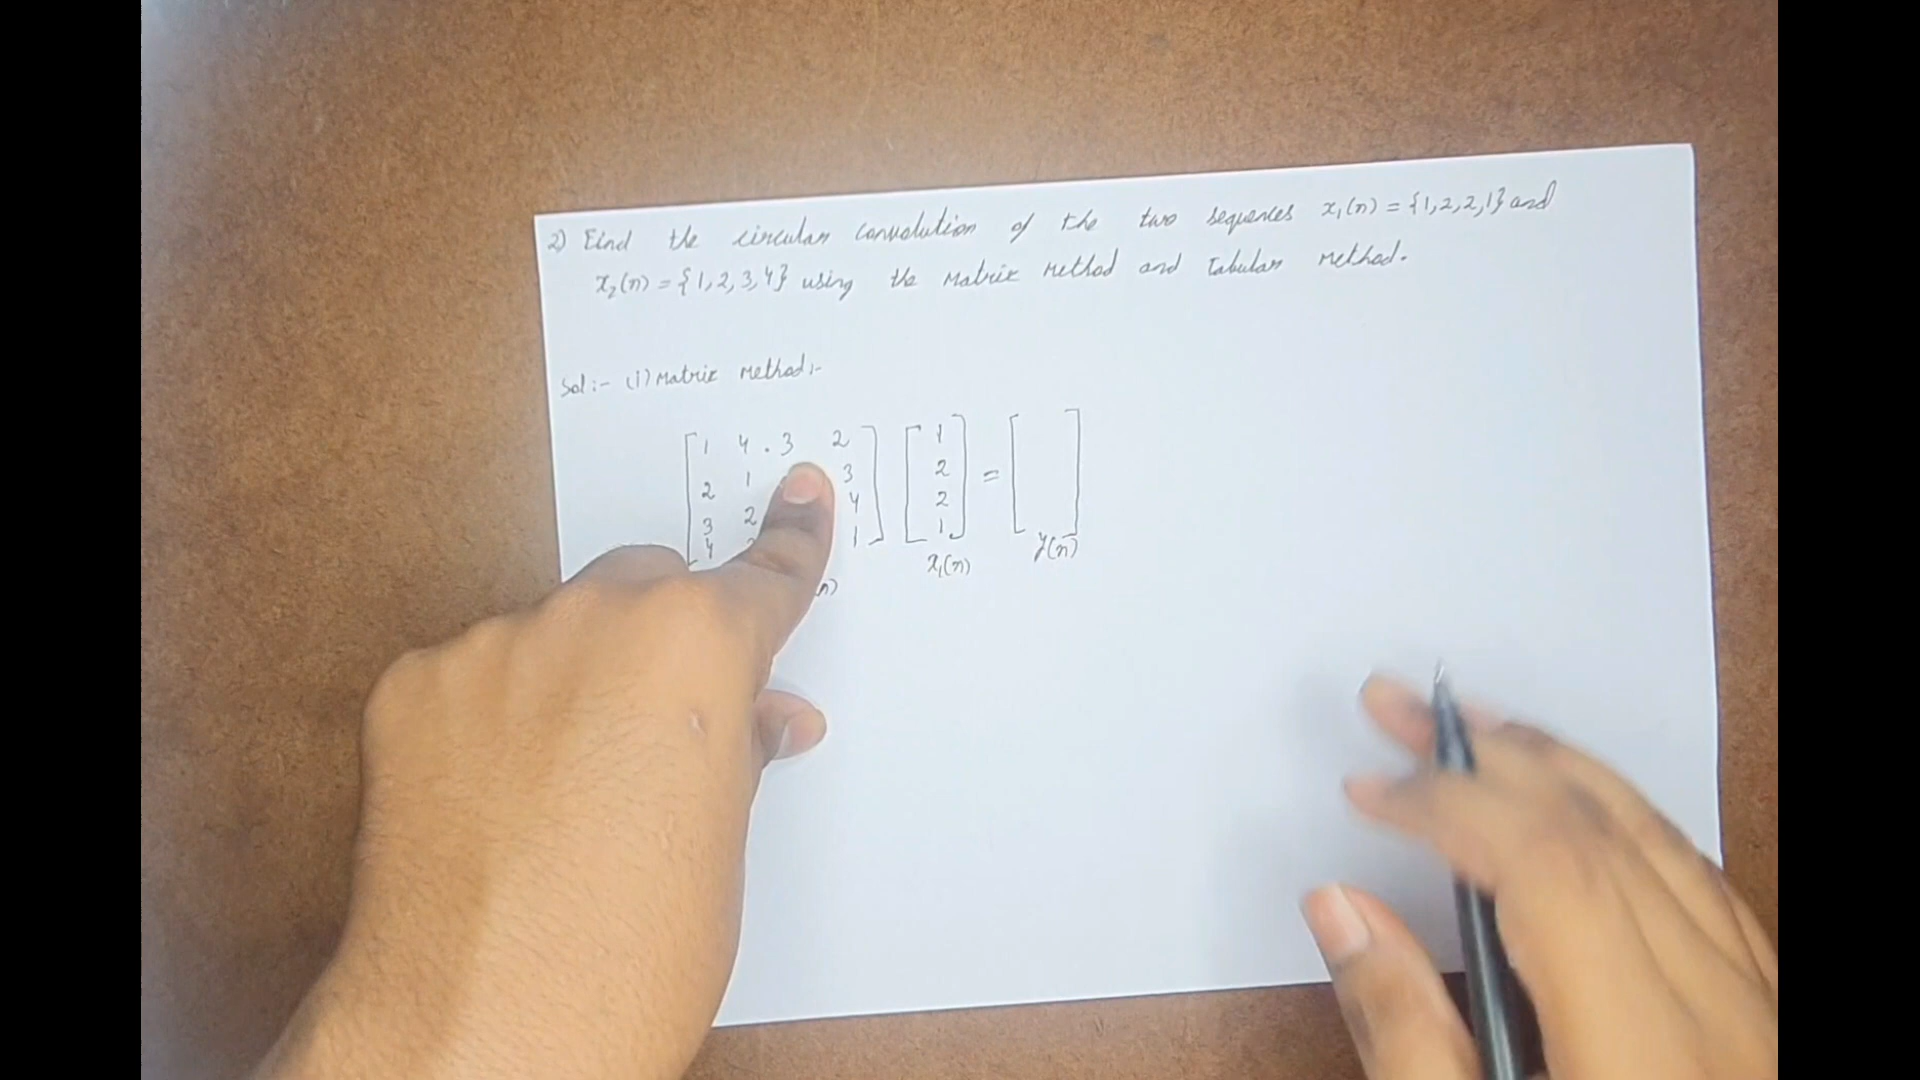 2) Find the circular convolution of the two sequences x₁(n) = {1,2,2,1} and
x₂(n) = {1,2,3,4} using the Matrix Method and Tabular Method.
Sol:- (i) Matrix Method:-
1 4 . 3 2 1
2 1 3 2 =
3 2 4 2
4 1 1
n) x₁(n) y(n)